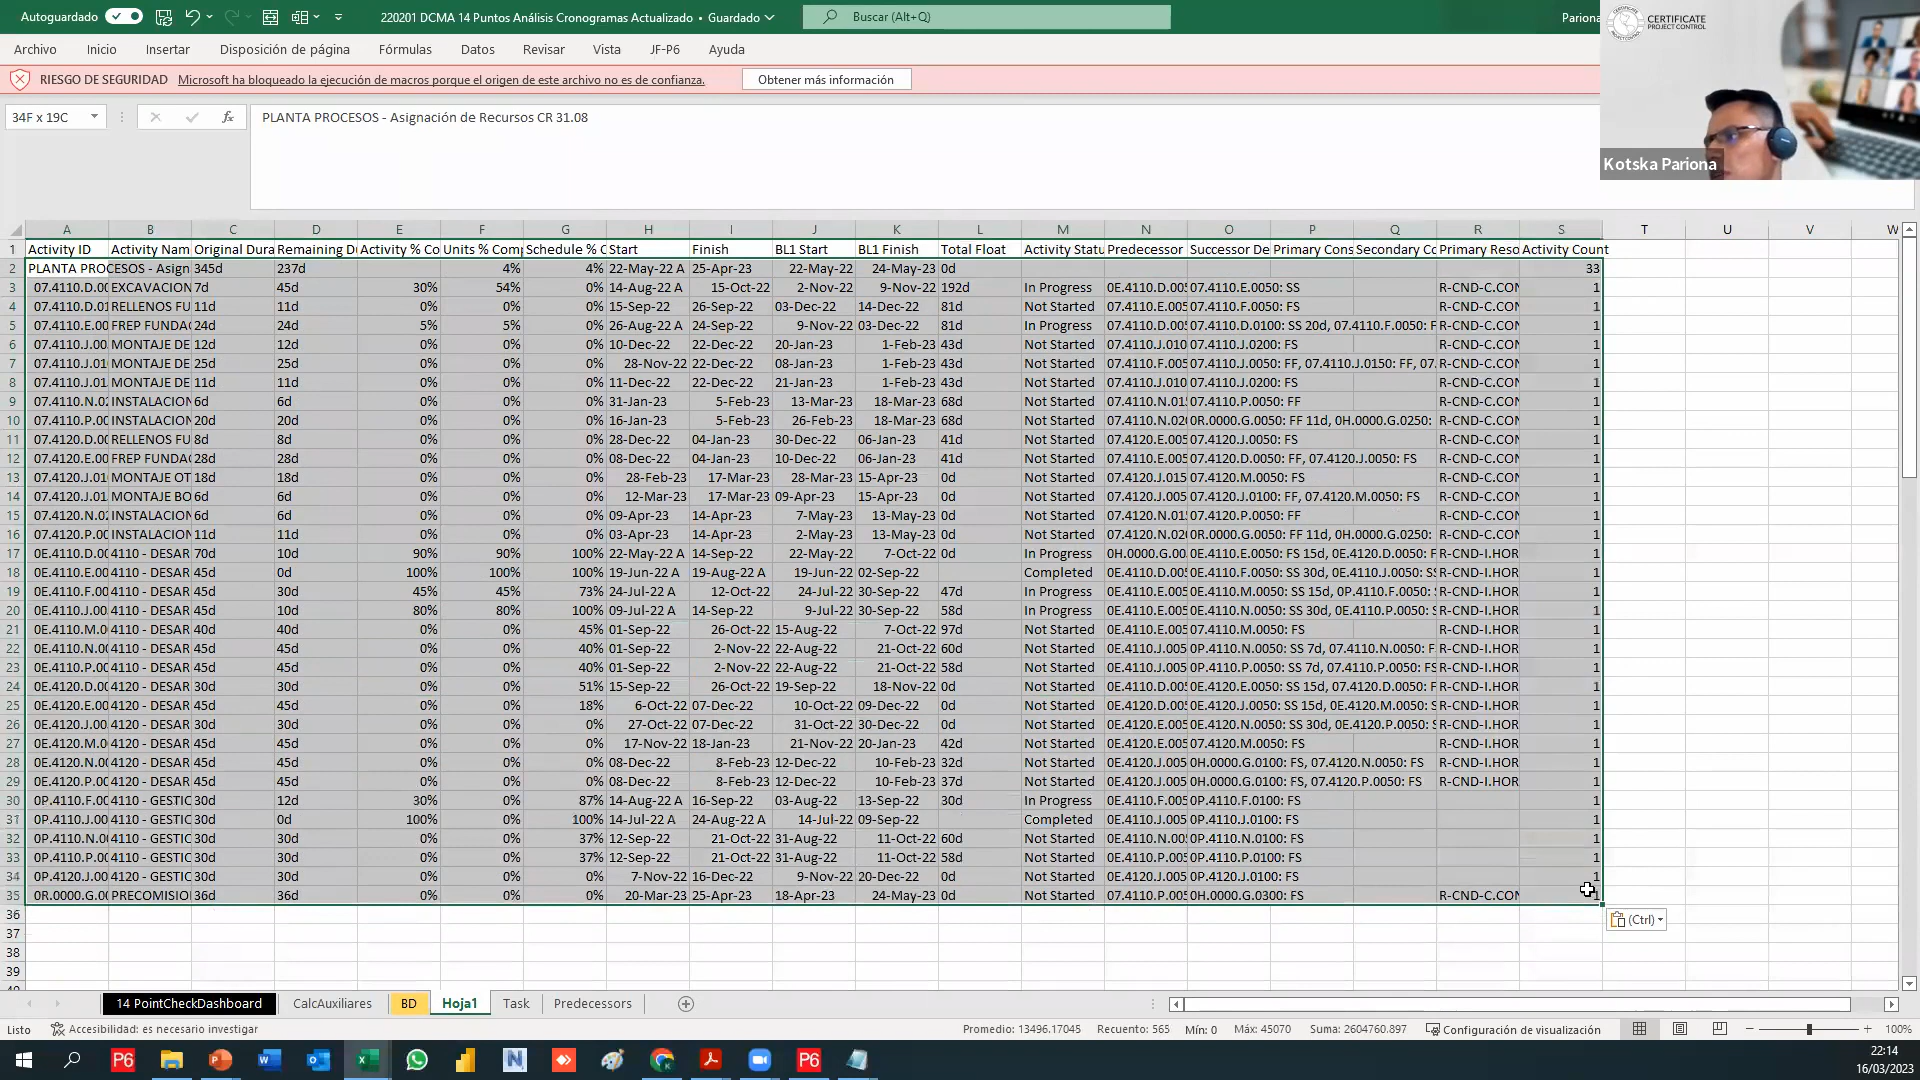 Autoguardado
220201 DCMA 14 Puntos Análisis Cronogramas Actualizado • Guardado
Buscar (Alt+Q)
Pariona
CERTIFICATE
PROJECT CONTROL
Archivo Inicio Insertar Disposición de página Fórmulas Datos Revisar Vista JF-P6 Ayuda
RIESGO DE SEGURIDAD Microsoft ha bloqueado la ejecución de macros porque el origen de este archivo no es de confianza. Obtener más información
34F x 19C fx PLANTA PROCESOS - Asignación de Recursos CR 31.08
Kotska Pariona
A B C D E F G H I J K L M N O P Q R S T U V W
1 Activity ID Activity Nam Original Dura Remaining D Activity % Co Units % Comp Schedule % C Start Finish BL1 Start BL1 Finish Total Float Activity Statu Predecessor Successor De Primary Cons Secondary Co Primary Reso Activity Count
2 PLANTA PROCESOS - Asign 345d 237d 4% 4% 22-May-22 A 25-Apr-23 22-May-22 24-May-23 0d 33
3 07.4110.D.00 EXCAVACION 7d 45d 30% 54% 0% 14-Aug-22 A 15-Oct-22 2-Nov-22 9-Nov-22 192d In Progress 0E.4110.D.005 07.4110.E.0050: SS R-CND-C.CON 1
4 07.4110.D.01 RELLENOS FU 11d 11d 0% 0% 0% 15-Sep-22 26-Sep-22 03-Dec-22 14-Dec-22 81d Not Started 07.4110.E.005 07.4110.F.0050: FS R-CND-C.CON 1
5 07.4110.E.00 FREP FUNDA 24d 24d 5% 5% 0% 26-Aug-22 A 24-Sep-22 9-Nov-22 03-Dec-22 81d In Progress 07.4110.D.005 07.4110.D.0100: SS 20d, 07.4110.F.0050: F R-CND-C.CON 1
6 07.4110.J.00 MONTAJE DE 12d 12d 0% 0% 0% 10-Dec-22 22-Dec-22 20-Jan-23 1-Feb-23 43d Not Started 07.4110.J.010 07.4110.J.0200: FS R-CND-C.CON 1
7 07.4110.J.01 MONTAJE DE 25d 25d 0% 0% 0% 28-Nov-22 22-Dec-22 08-Jan-23 1-Feb-23 43d Not Started 07.4110.F.005 07.4110.J.0050: FF, 07.4110.J.0150: FF, 07. R-CND-C.CON 1
8 07.4110.J.01 MONTAJE DE 11d 11d 0% 0% 0% 11-Dec-22 22-Dec-22 21-Jan-23 1-Feb-23 43d Not Started 07.4110.J.010 07.4110.J.0200: FS R-CND-C.CON 1
9 07.4110.N.02 INSTALACION 6d 6d 0% 0% 0% 31-Jan-23 5-Feb-23 13-Mar-23 18-Mar-23 68d Not Started 07.4110.N.01 07.4110.P.0050: FF R-CND-C.CON 1
10 07.4110.P.00 INSTALACION 20d 20d 0% 0% 0% 16-Jan-23 5-Feb-23 26-Feb-23 18-Mar-23 68d Not Started 07.4110.N.02 0R.0000.G.0050: FF 11d, 0H.0000.G.0250: R-CND-C.CON 1
11 07.4120.D.00 RELLENOS FU 8d 8d 0% 0% 0% 28-Dec-22 04-Jan-23 30-Dec-22 06-Jan-23 41d Not Started 07.4120.E.005 07.4120.J.0050: FS R-CND-C.CON 1
12 07.4120.E.00 FREP FUNDA 28d 28d 0% 0% 0% 08-Dec-22 04-Jan-23 10-Dec-22 06-Jan-23 41d Not Started 0E.4120.E.005 07.4120.D.0050: FF, 07.4120.J.0050: FS R-CND-C.CON 1
13 07.4120.J.01 MONTAJE OT 18d 18d 0% 0% 0% 28-Feb-23 17-Mar-23 28-Mar-23 15-Apr-23 0d Not Started 07.4120.J.015 07.4120.M.0050: FS R-CND-C.CON 1
14 07.4120.J.01 MONTAJE BO 6d 6d 0% 0% 0% 12-Mar-23 17-Mar-23 09-Apr-23 15-Apr-23 0d Not Started 07.4120.J.005 07.4120.J.0100: FF, 07.4120.M.0050: FS R-CND-C.CON 1
15 07.4120.N.02 INSTALACION 6d 6d 0% 0% 0% 09-Apr-23 14-Apr-23 7-May-23 13-May-23 0d Not Started 07.4120.N.01 07.4120.P.0050: FF R-CND-C.CON 1
16 07.4120.P.00 INSTALACION 11d 11d 0% 0% 0% 03-Apr-23 14-Apr-23 2-May-23 13-May-23 0d Not Started 07.4120.N.02 0R.0000.G.0050: FF 11d, 0H.0000.G.0250: R-CND-C.CON 1
17 0E.4110.D.00 4110 - DESAR 70d 10d 90% 90% 100% 22-May-22 A 14-Sep-22 22-May-22 7-Oct-22 0d In Progress 0H.0000.G.00 0E.4110.E.0050: FS 15d, 0E.4120.D.0050: F R-CND-I.HOR 1
18 0E.4110.E.00 4110 - DESAR 45d 0d 100% 100% 100% 19-Jun-22 A 19-Aug-22 A 19-Jun-22 02-Sep-22 Completed 0E.4110.D.005 0E.4110.F.0050: SS 30d, 0E.4110.J.0050: SS R-CND-I.HOR 1
19 0E.4110.F.00 4110 - DESAR 45d 30d 45% 45% 73% 24-Jul-22 A 12-Oct-22 24-Jul-22 30-Sep-22 47d In Progress 0E.4110.E.005 0E.4110.M.0050: SS 15d, 0P.4110.F.0050: S R-CND-I.HOR 1
20 0E.4110.J.00 4110 - DESAR 45d 10d 80% 80% 100% 09-Jul-22 A 14-Sep-22 9-Jul-22 30-Sep-22 58d In Progress 0E.4110.E.005 0E.4110.N.0050: SS 30d, 0E.4110.P.0050: S R-CND-I.HOR 1
21 0E.4110.M.0 4110 - DESAR 40d 40d 0% 0% 45% 01-Sep-22 26-Oct-22 15-Aug-22 7-Oct-22 97d Not Started 0E.4110.E.005 07.4110.M.0050: FS R-CND-I.HOR 1
22 0E.4110.N.00 4110 - DESAR 45d 45d 0% 0% 40% 01-Sep-22 2-Nov-22 22-Aug-22 21-Oct-22 60d Not Started 0E.4110.J.005 0P.4110.N.0050: SS 7d, 07.4110.N.0050: F R-CND-I.HOR 1
23 0E.4110.P.00 4110 - DESAR 45d 45d 0% 0% 40% 01-Sep-22 2-Nov-22 22-Aug-22 21-Oct-22 58d Not Started 0E.4110.J.005 0P.4110.P.0050: SS 7d, 07.4110.P.0050: FS R-CND-I.HOR 1
24 0E.4120.D.00 4120 - DESAR 30d 30d 0% 0% 51% 15-Sep-22 26-Oct-22 19-Sep-22 18-Nov-22 0d Not Started 0E.4110.D.005 0E.4120.E.0050: SS 15d, 07.4120.D.0050: F R-CND-I.HOR 1
25 0E.4120.E.00 4120 - DESAR 45d 45d 0% 0% 18% 6-Oct-22 07-Dec-22 10-Oct-22 09-Dec-22 0d Not Started 0E.4120.D.005 0E.4120.J.0050: SS 15d, 0E.4120.M.0050: S R-CND-I.HOR 1
26 0E.4120.J.00 4120 - DESAR 30d 30d 0% 0% 0% 27-Oct-22 07-Dec-22 31-Oct-22 30-Dec-22 0d Not Started 0E.4120.E.005 0E.4120.N.0050: SS 30d, 0E.4120.P.0050: S R-CND-I.HOR 1
27 0E.4120.M.0 4120 - DESAR 45d 45d 0% 0% 0% 17-Nov-22 18-Jan-23 21-Nov-22 20-Jan-23 42d Not Started 0E.4120.E.005 07.4120.M.0050: FS R-CND-I.HOR 1
28 0E.4120.N.00 4120 - DESAR 45d 45d 0% 0% 0% 08-Dec-22 8-Feb-23 12-Dec-22 10-Feb-23 32d Not Started 0E.4120.J.005 0H.0000.G.0100: FS, 07.4120.N.0050: FS R-CND-I.HOR 1
29 0E.4120.P.00 4120 - DESAR 45d 45d 0% 0% 0% 08-Dec-22 8-Feb-23 12-Dec-22 10-Feb-23 37d Not Started 0E.4120.J.005 0H.0000.G.0100: FS, 07.4120.P.0050: FS R-CND-I.HOR 1
30 0P.4110.F.00 4110 - GESTIC 30d 12d 30% 0% 87% 14-Aug-22 A 16-Sep-22 03-Aug-22 13-Sep-22 30d In Progress 0E.4110.F.005 0P.4110.F.0100: FS 1
31 0P.4110.J.00 4110 - GESTIC 30d 0d 100% 0% 100% 14-Jul-22 A 24-Aug-22 A 14-Jul-22 09-Sep-22 Completed 0E.4110.J.005 0P.4110.J.0100: FS 1
32 0P.4110.N.00 4110 - GESTIC 30d 30d 0% 0% 37% 12-Sep-22 21-Oct-22 31-Aug-22 11-Oct-22 60d Not Started 0E.4110.N.00 0P.4110.N.0100: FS 1
33 0P.4110.P.00 4110 - GESTIC 30d 30d 0% 0% 37% 12-Sep-22 21-Oct-22 31-Aug-22 11-Oct-22 58d Not Started 0E.4110.P.005 0P.4110.P.0100: FS 1
34 0P.4120.J.00 4110 - GESTIC 30d 30d 0% 0% 0% 7-Nov-22 16-Dec-22 9-Nov-22 20-Dec-22 0d Not Started 0E.4120.J.005 0P.4120.J.0100: FS 1
35 0R.0000.G.0 PRECOMISIO 36d 36d 0% 0% 0% 20-Mar-23 25-Apr-23 18-Apr-23 24-May-23 0d Not Started 07.4110.P.005 0H.0000.G.0300: FS R-CND-C.CON 1
36 (Ctrl)
37
38
39
14 PointCheckDashboard CalcAuxiliares BD Hoja1 Task Predecessors
Listo Accesibilidad: es necesario investigar Promedio: 13496.17045 Recuento: 565 Mín: 0 Máx: 45070 Suma: 2604760.897 Configuración de visualización 100%
22:14
16/03/2023